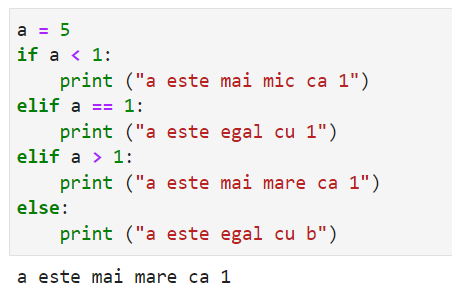 a = 5
if a < 1:
    print ("a este mai mic ca 1")
elif a == 1:
    print ("a este egal cu 1")
elif a > 1:
    print ("a este mai mare ca 1")
else:
    print ("a este egal cu b")
a este mai mare ca 1